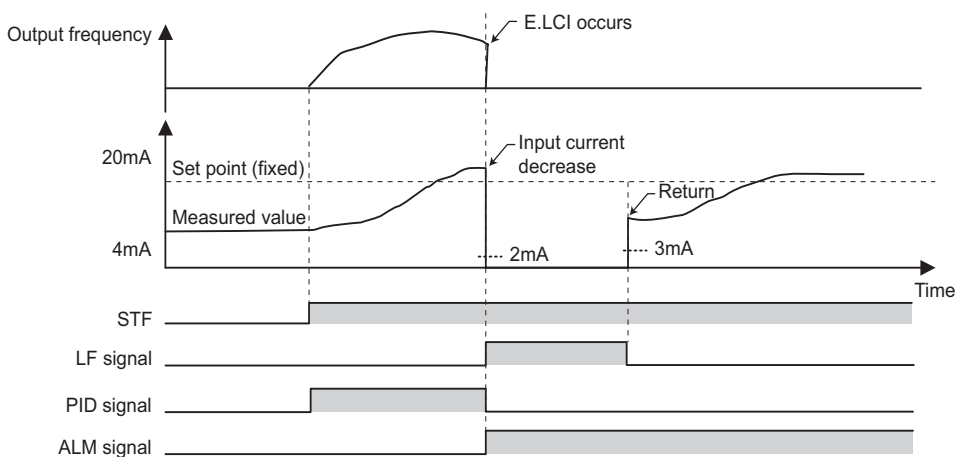 Output frequency
E.LCI occurs
20mA
Set point (fixed)
Input current
decrease
Return
Measured value
4mA
2mA
3mA
Time
STF
LF signal
PID signal
ALM signal